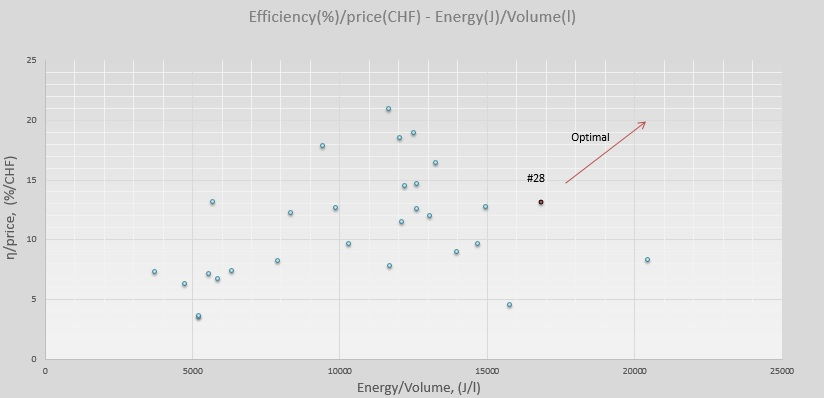 Efficiency(%)/price(CHF) - Energy(J)/Volume(l)
25
20
15
10
5
0
η/price, (%/CHF)
Optimal
#28
0 5000 10000 15000 20000 25000
Energy/Volume, (J/l)